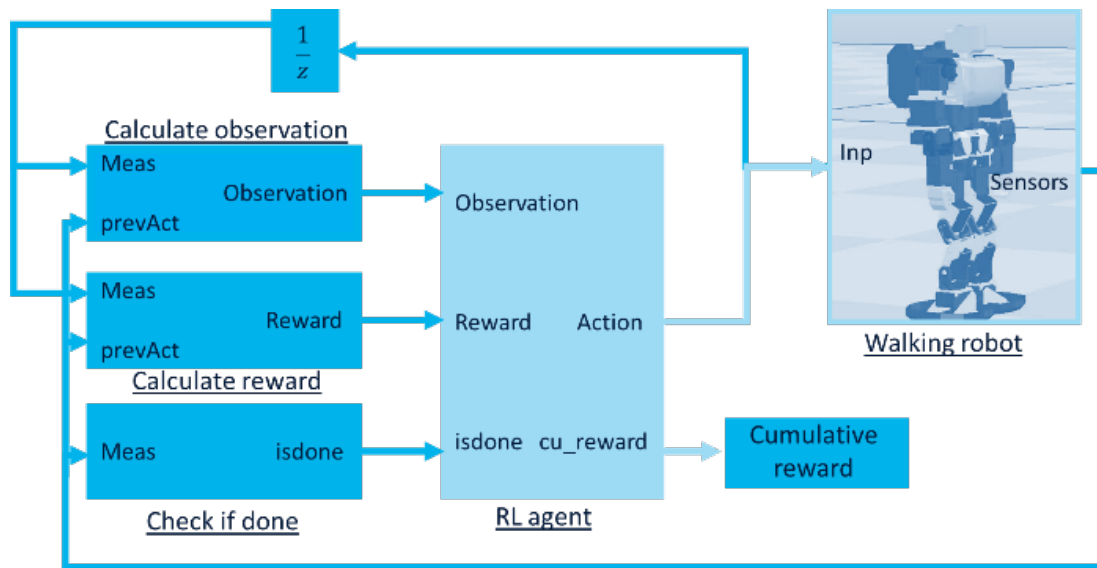 1
z
Calculate observation
Meas
Observation
prevAct
Meas
Reward
prevAct
Calculate reward
Meas
isdone
Check if done
Observation
Reward
Action
isdone
cu_reward
RL agent
Inp
Sensors
Walking robot
Cumulative
reward